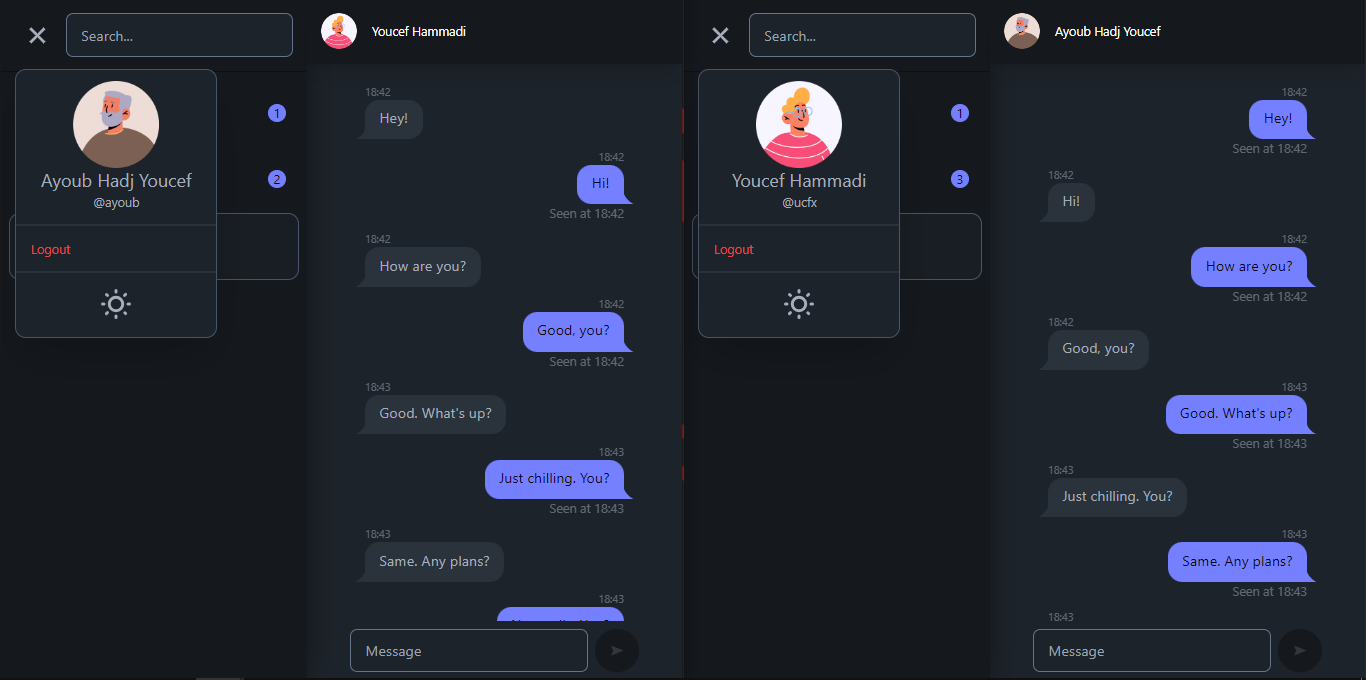 Search...
Youcef Hammadi
1
Ayoub Hadj Youcef
@ayoub
2
Logout
18:42
Hey!
18:42
Hi!
Seen at 18:42
18:42
How are you?
18:42
Good, you?
Seen at 18:42
18:43
Good. What's up?
18:43
Just chilling. You?
Seen at 18:43
18:43
Same. Any plans?
18:43
Message
Search...
Ayoub Hadj Youcef
1
Youcef Hammadi
@ucfx
3
Logout
18:42
Hey!
Seen at 18:42
18:42
Hi!
18:42
How are you?
Seen at 18:42
18:42
Good, you?
18:43
Good. What's up?
Seen at 18:43
18:43
Just chilling. You?
18:43
Same. Any plans?
Seen at 18:43
18:43
Message